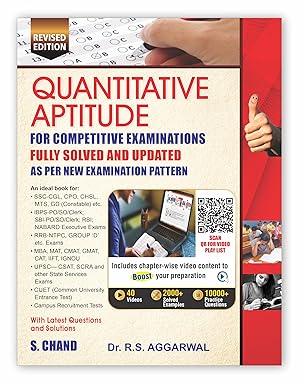 REVISED
EDITION
QUANTITATIVE
APTITUDE
FOR COMPETITIVE EXAMINATIONS
FULLY SOLVED AND UPDATED
AS PER NEW EXAMINATION PATTERN
An ideal book for:
• SSC-CGL, CPO, CHSL,
MTS, GD (Constable) etc.
• IBPS-PO/SO/Clerk;
SBI-PO/SO/Clerk; RBI;
NABARD Executive Exams
• RRB-NTPC, GROUP 'D'
etc. Exams
• MBA, MAT, CMAT, GMAT,
CAT, IIFT, IGNOU
• UPSC— CSAT, SCRA and
other State Services
Exams
• CUET (Common University
Entrance Test)
• Campus Recruitment Tests
With Latest Questions
and Solutions
SCAN
QR FOR VIDEO
PLAY LIST
Includes chapter-wise video content to
Boost your preparation
40
Videos
2000+
Solved
Examples
10000+
Practice
Questions
S. CHAND
Dr. R.S. AGGARWAL